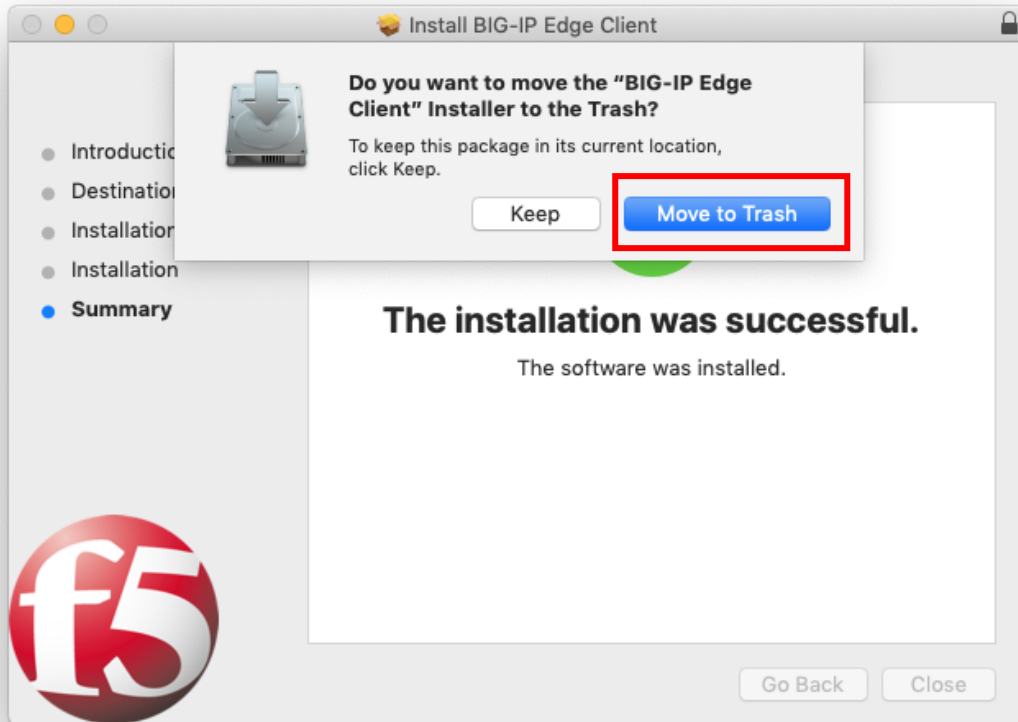 Install BIG-IP Edge Client
Do you want to move the “BIG-IP Edge
Client” Installer to the Trash?
To keep this package in its current location,
click Keep.
Keep
Move to Trash
Introductio
Destination
Installation
Installation
Summary
The installation was successful.
The software was installed.
f5
Go Back
Close